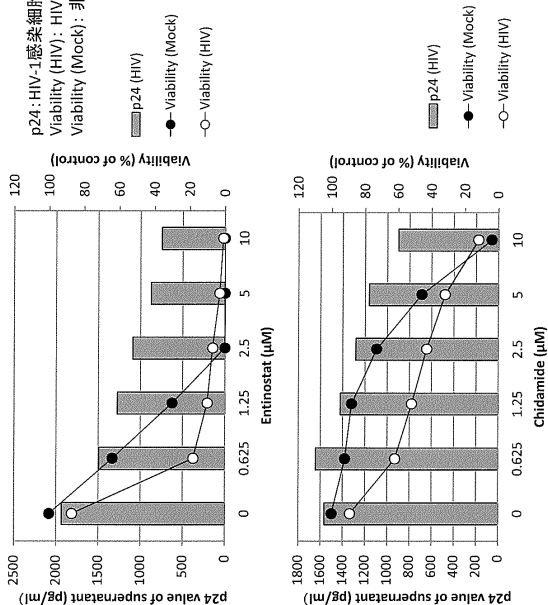 p24 : HIV-1感染細胞
Viability (HIV) : HIV
Viability (Mock) : 非
2500
2000
1500
1000
500
0
p24 value of supernatant (pg/ml)
120
100
80
60
40
20
0
Viability (% of control)
0
0.625
1.25
2.5
5
10
Entinostat (μM)
p24 (HIV)
Viability (Mock)
Viability (HIV)
1800
1600
1400
1200
1000
800
600
400
200
0
p24 value of supernatant (pg/ml)
120
100
80
60
40
20
0
Viability (% of control)
0
0.625
1.25
2.5
5
10
Chidamide (μM)
p24 (HIV)
Viability (Mock)
Viability (HIV)